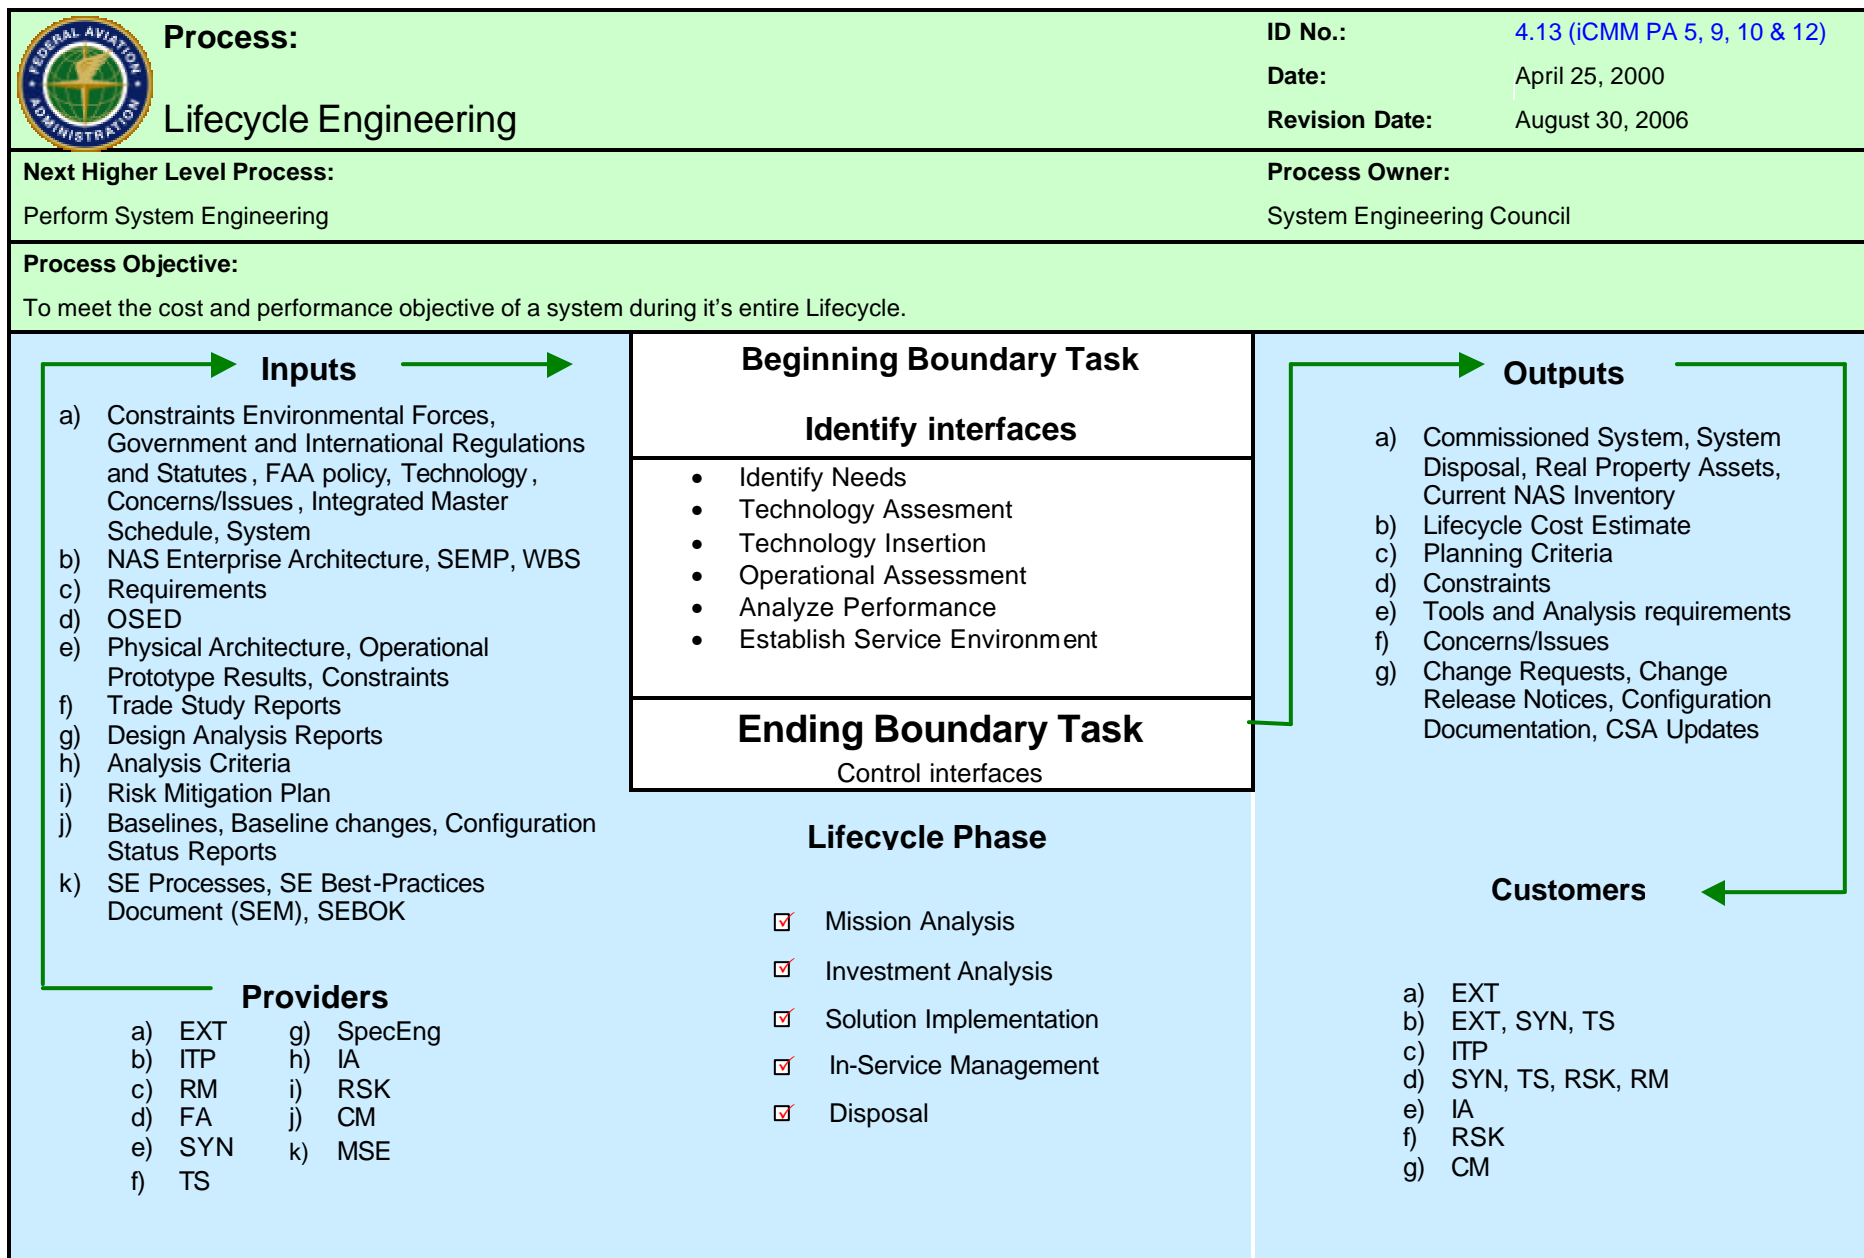 FEDERAL AVIATION
ADMINISTRATION
Process:
Lifecycle Engineering
ID No.: 4.13 (iCMM PA 5, 9, 10 & 12)
Date: April 25, 2000
Revision Date: August 30, 2006
Next Higher Level Process:
Perform System Engineering
Process Owner:
System Engineering Council
Process Objective:
To meet the cost and performance objective of a system during it's entire Lifecycle.
Inputs
a) Constraints Environmental Forces,
Government and International Regulations
and Statutes, FAA policy, Technology,
Concerns/Issues, Integrated Master
Schedule, System
b) NAS Enterprise Architecture, SEMP, WBS
c) Requirements
d) OSED
e) Physical Architecture, Operational
Prototype Results, Constraints
f) Trade Study Reports
g) Design Analysis Reports
h) Analysis Criteria
i) Risk Mitigation Plan
j) Baselines, Baseline changes, Configuration
Status Reports
k) SE Processes, SE Best-Practices
Document (SEM), SEBOK
Providers
a) EXT
b) ITP
c) RM
d) FA
e) SYN
f) TS
g) SpecEng
h) IA
i) RSK
j) CM
k) MSE
Beginning Boundary Task
Identify interfaces
• Identify Needs
• Technology Assesment
• Technology Insertion
• Operational Assessment
• Analyze Performance
• Establish Service Environment
Ending Boundary Task
Control interfaces
Lifecycle Phase
Mission Analysis
Investment Analysis
Solution Implementation
In-Service Management
Disposal
Outputs
a) Commissioned System, System
Disposal, Real Property Assets,
Current NAS Inventory
b) Lifecycle Cost Estimate
c) Planning Criteria
d) Constraints
e) Tools and Analysis requirements
f) Concerns/Issues
g) Change Requests, Change
Release Notices, Configuration
Documentation, CSA Updates
Customers
a) EXT
b) EXT, SYN, TS
c) ITP
d) SYN, TS, RSK, RM
e) IA
f) RSK
g) CM